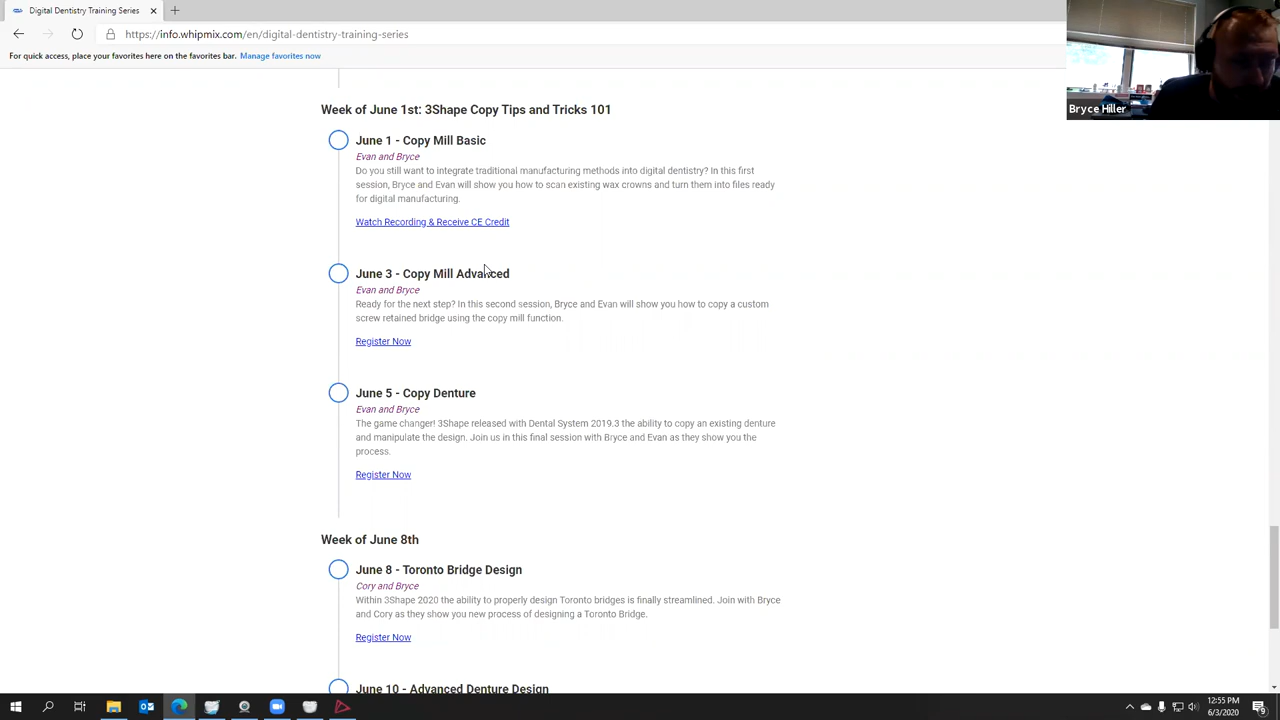 Digital Dentistry Training Series
https://info.whipmix.com/en/digital-dentistry-training-series
For quick access, place your favorites here on the favorites bar. Manage favorites now
Bryce Hiller
Week of June 1st: 3Shape Copy Tips and Tricks 101
June 1 - Copy Mill Basic
Evan and Bryce
Do you still want to integrate traditional manufacturing methods into digital dentistry? In this first
session, Bryce and Evan will show you how to scan existing wax crowns and turn them into files ready
for digital manufacturing.
Watch Recording & Receive CE Credit
June 3 - Copy Mill Advanced
Evan and Bryce
Ready for the next step? In this second session, Bryce and Evan will show you how to copy a custom
screw retained bridge using the copy mill function.
Register Now
June 5 - Copy Denture
Evan and Bryce
The game changer! 3Shape released with Dental System 2019.3 the ability to copy an existing denture
and manipulate the design. Join us in this final session with Bryce and Evan as they show you the
process.
Register Now
Week of June 8th
June 8 - Toronto Bridge Design
Cory and Bryce
Within 3Shape 2020 the ability to properly design Toronto bridges is finally streamlined. Join with Bryce
and Cory as they show you new process of designing a Toronto Bridge.
Register Now
June 10 - Advanced Denture Design
12:55 PM
6/3/2020
9